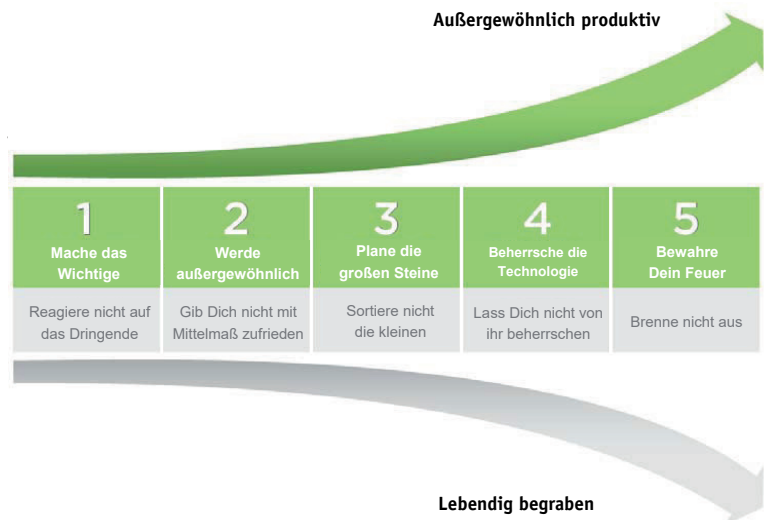 Außergewöhnlich produktiv
1
Mache das
Wichtige
Reagiere nicht auf
das Dringende
2
Werde
außergewöhnlich
Gib Dich nicht mit
Mittelmaß zufrieden
3
Plane die
großen Steine
Sortiere nicht
die kleinen
4
Beherrsche die
Technologie
Lass Dich nicht von
ihr beherrschen
5
Bewahre
Dein Feuer
Brenne nicht aus
Lebendig begraben